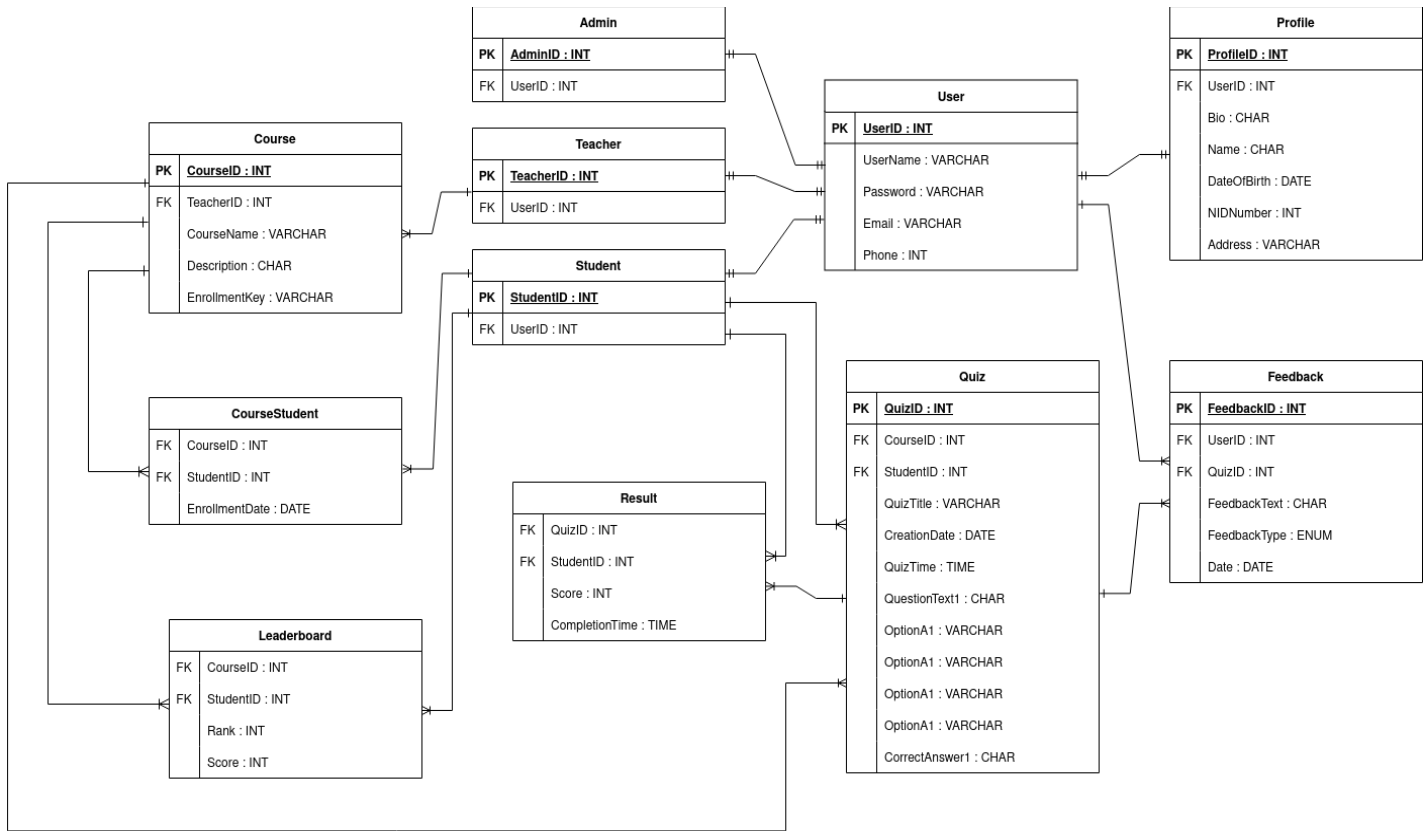 Admin
PK AdminID : INT
FK UserID : INT
Profile
PK ProfileID : INT
FK UserID : INT
Bio : CHAR
Name : CHAR
DateOfBirth : DATE
NIDNumber : INT
Address : VARCHAR
User
PK UserID : INT
UserName : VARCHAR
Password : VARCHAR
Email : VARCHAR
Phone : INT
Course
PK CourseID : INT
FK TeacherID : INT
CourseName : VARCHAR
Description : CHAR
EnrollmentKey : VARCHAR
Teacher
PK TeacherID : INT
FK UserID : INT
Student
PK StudentID : INT
FK UserID : INT
Quiz
PK QuizID : INT
FK CourseID : INT
FK StudentID : INT
QuizTitle : VARCHAR
CreationDate : DATE
QuizTime : TIME
QuestionText1 : CHAR
OptionA1 : VARCHAR
OptionA1 : VARCHAR
OptionA1 : VARCHAR
OptionA1 : VARCHAR
CorrectAnswer1 : CHAR
Feedback
PK FeedbackID : INT
FK UserID : INT
FK QuizID : INT
FeedbackText : CHAR
FeedbackType : ENUM
Date : DATE
CourseStudent
FK CourseID : INT
FK StudentID : INT
EnrollmentDate : DATE
Result
FK QuizID : INT
FK StudentID : INT
Score : INT
CompletionTime : TIME
Leaderboard
FK CourseID : INT
FK StudentID : INT
Rank : INT
Score : INT